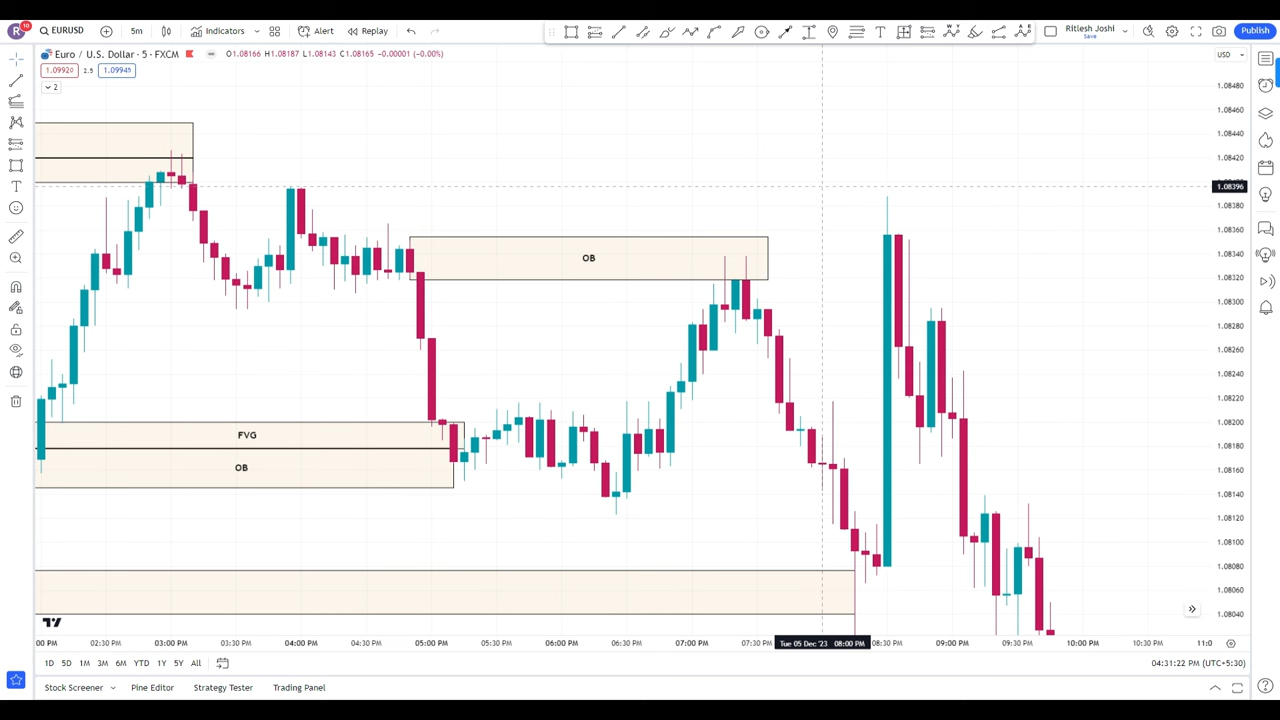 R 10 EURUSD 5m Indicators Alert Replay Ritesh Joshi Save Publish
Euro / U.S. Dollar · 5 · FXCM O1.08166 H1.08187 L1.08143 C1.08165 −0.00001 (−0.00%) USD
1.09920 2.5 1.09945
2
1.08480
1.08460
1.08440
1.08420
1.08396
1.08380
1.08360
1.08340
1.08320
1.08300
1.08280
1.08260
1.08240
1.08220
1.08200
1.08180
1.08160
1.08140
1.08120
1.08100
1.08080
1.08060
1.08040
OB
FVG
OB
00 PM 02:30 PM 03:00 PM 03:30 PM 04:00 PM 04:30 PM 05:00 PM 05:30 PM 06:00 PM 06:30 PM 07:00 PM 07:30 PM Tue 05 Dec '23 08:00 PM 08:30 PM 09:00 PM 09:30 PM 10:00 PM 10:30 PM 11:0
1D 5D 1M 3M 6M YTD 1Y 5Y All 04:31:22 PM (UTC+5:30)
Stock Screener Pine Editor Strategy Tester Trading Panel